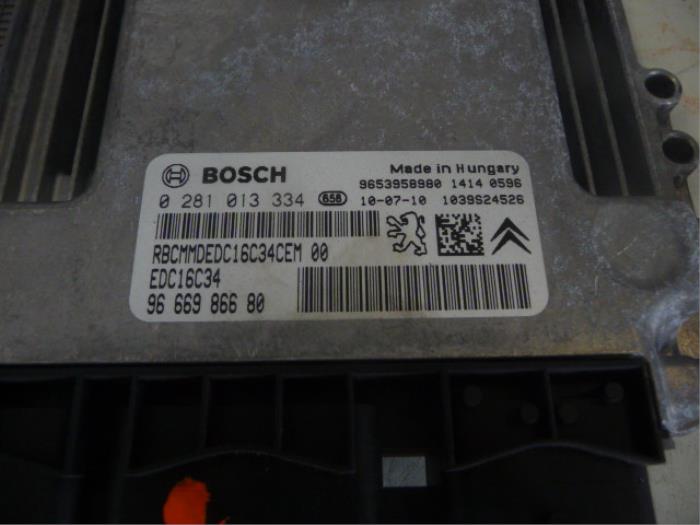 BOSCH
Made in Hungary
9653958980 1414 0596
0 281 013 334 658 10-07-10 1039S24526
RBCMMDEDC16C34CEM 00
EDC16C34
96 669 866 80